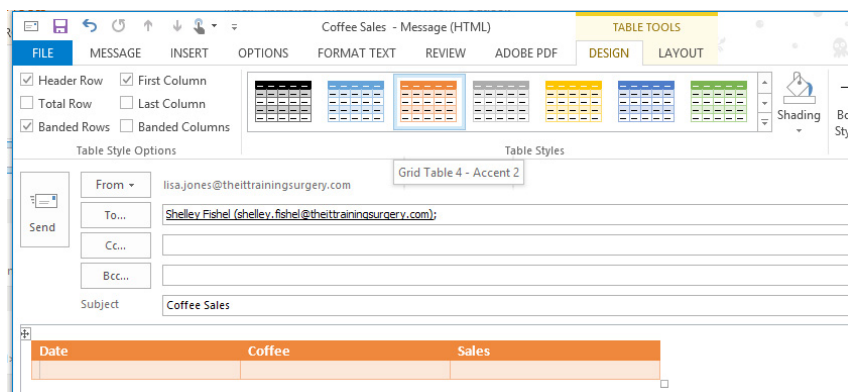 Coffee Sales - Message (HTML)
TABLE TOOLS
FILE MESSAGE INSERT OPTIONS FORMAT TEXT REVIEW ADOBE PDF DESIGN LAYOUT
Header Row First Column
Total Row Last Column
Banded Rows Banded Columns
Shading
Table Style Options
Table Styles
Grid Table 4 - Accent 2
From lisa.jones@theittrainingsurgery.com
Send
To... Shelley Fishel (shelley.fishel@theittrainingsurgery.com);
Cc...
Bcc...
Subject Coffee Sales
Date Coffee Sales